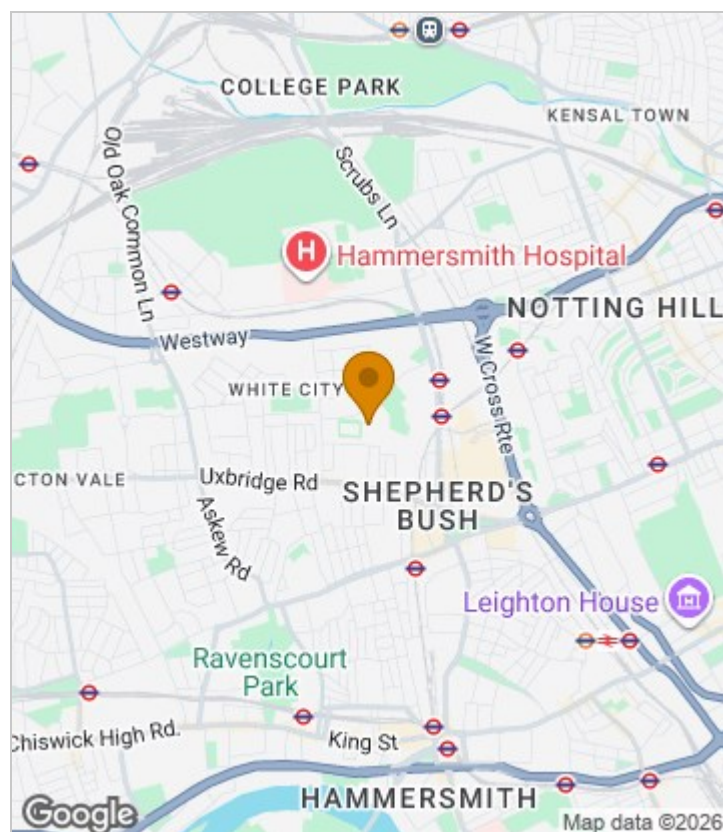 COLLEGE PARK
KENSAL TOWN
Old Oak Common Ln
Scrubs Ln
H
Hammersmith Hospital
NOTTING HILL
Westway
W Cross Rte
WHITE CITY
CTON VALE
Uxbridge Rd
SHEPHERD'S
BUSH
Askew Rd
Leighton House
Ravenscourt
Park
Chiswick High Rd.
King St
HAMMERSMITH
Google
Map data ©2026